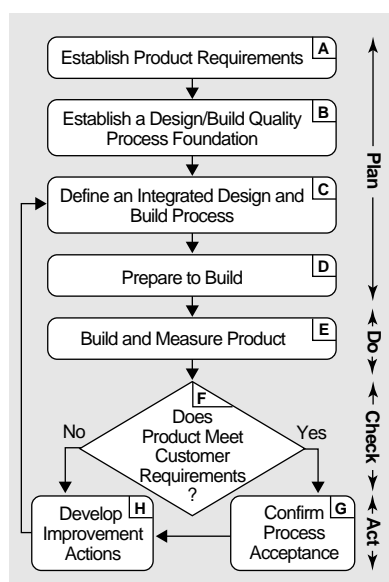 A
Establish Product Requirements
B
Establish a Design/Build Quality
Process Foundation
C
Define an Integrated Design and
Build Process
D
Prepare to Build
E
Build and Measure Product
F
Does
Product Meet
Customer
Requirements
?
No
Yes
H
Develop
Improvement
Actions
G
Confirm
Process
Acceptance
Plan
Do
Check
Act